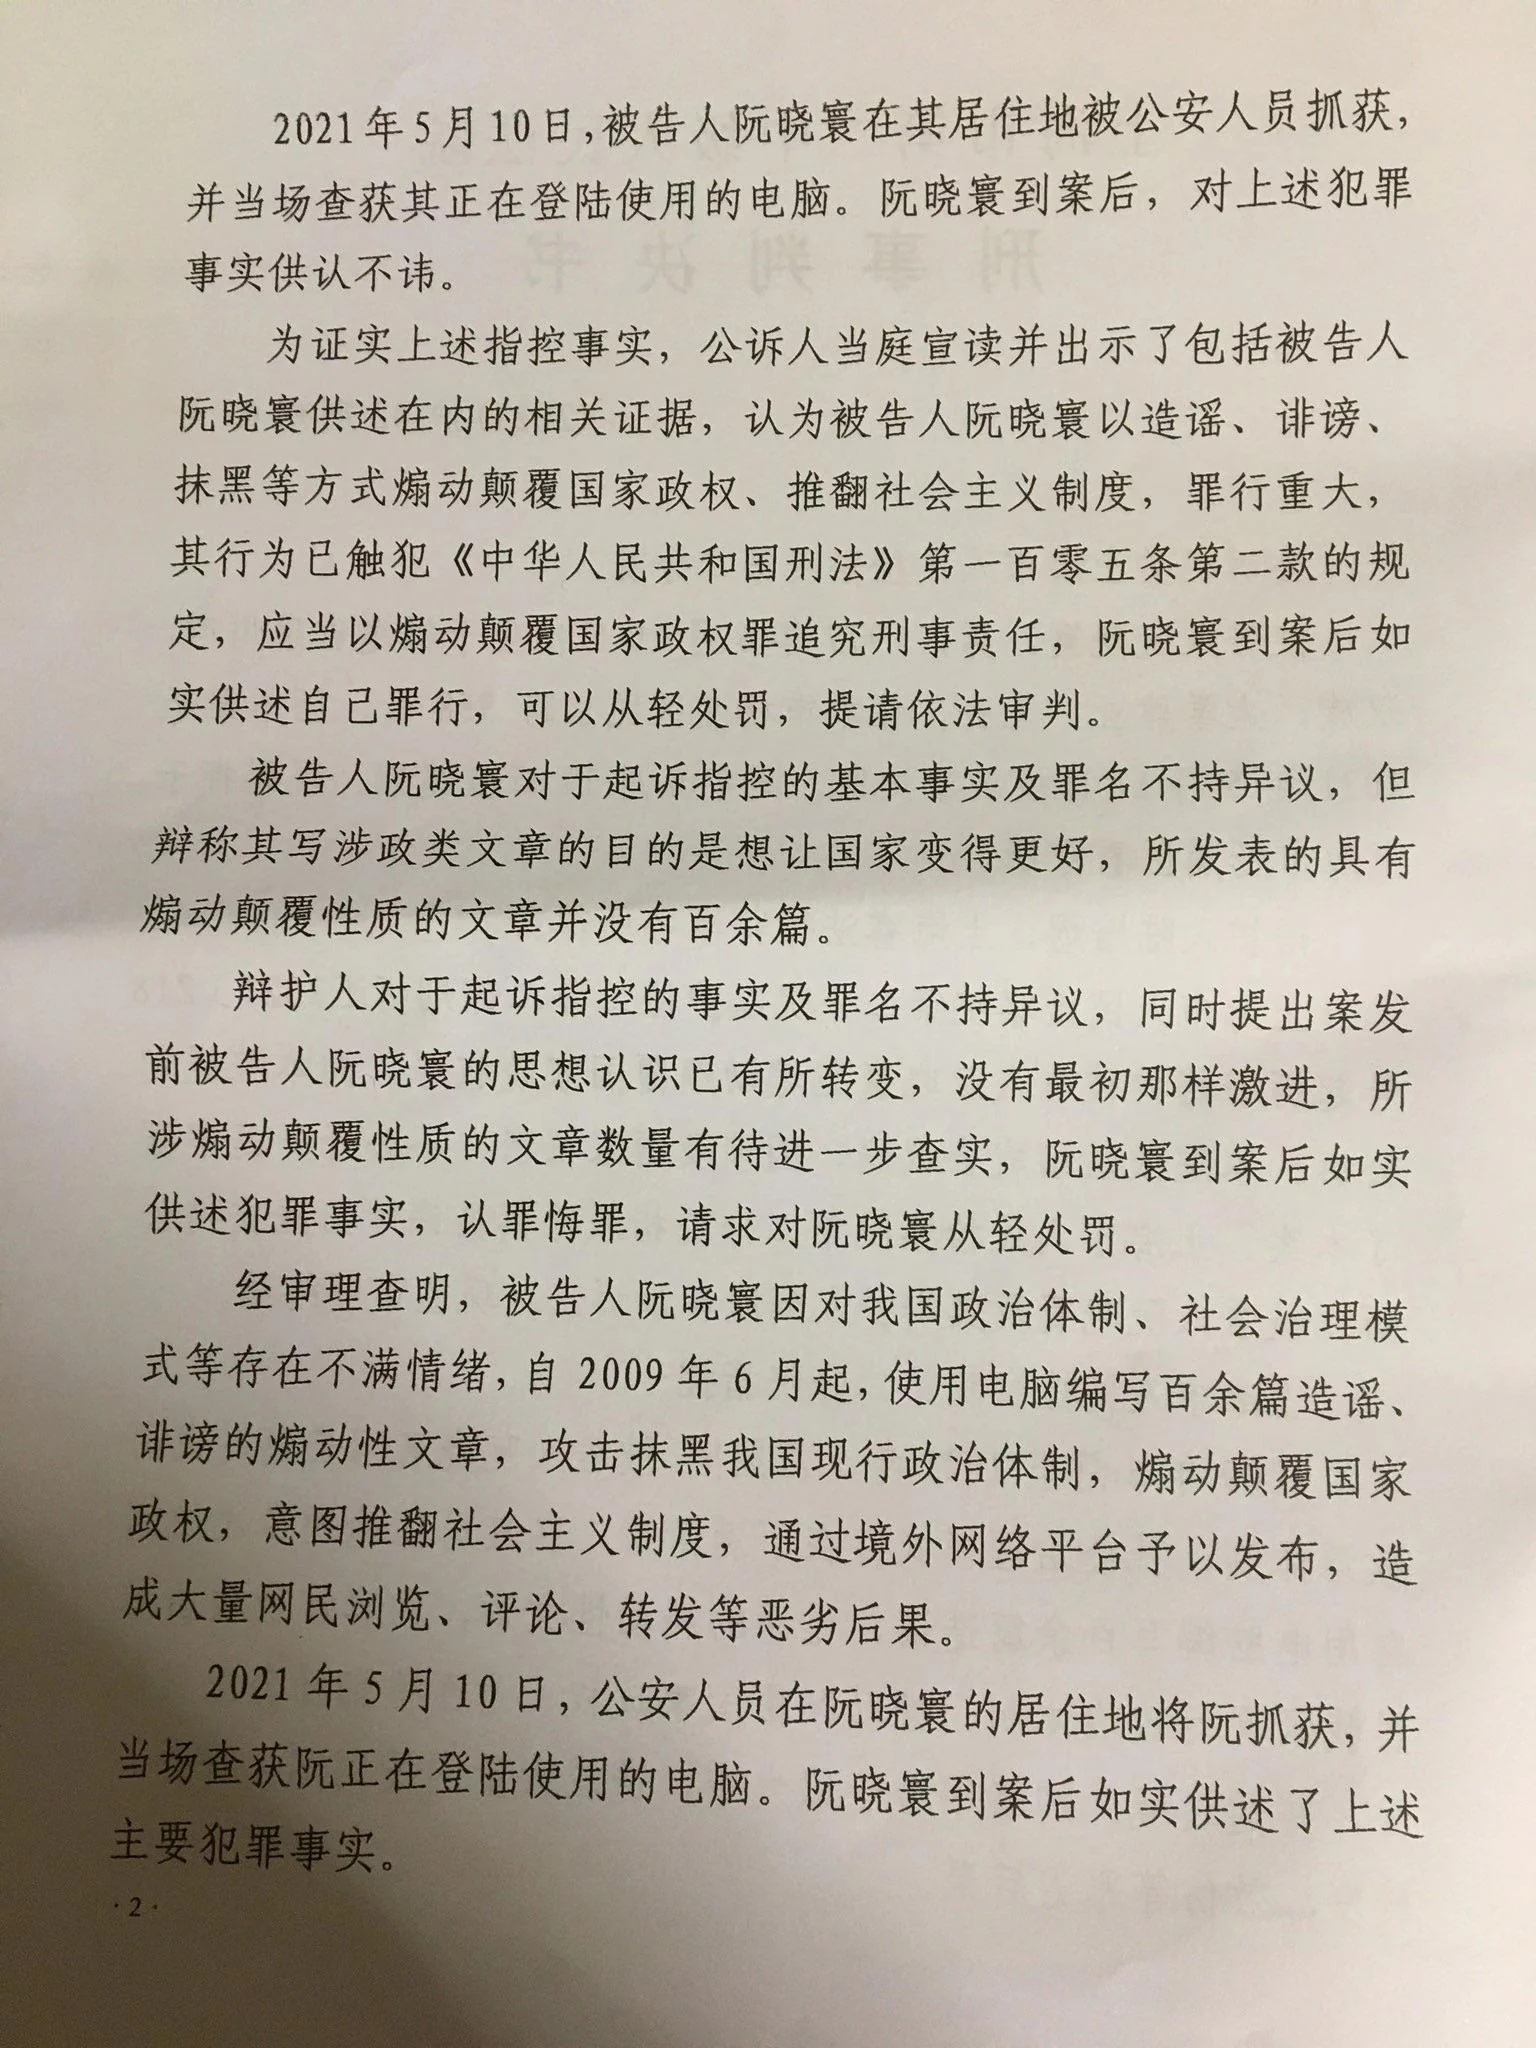 2021年5月10日,被告人阮晓寰在其居住地被公安人员抓获,
并当场查获其正在登陆使用的电脑。阮晓寰到案后，对上述犯罪
事实供认不讳。
为证实上述指控事实，公诉人当庭宣读并出示了包括被告人
阮晓寰供述在内的相关证据，认为被告人阮晓寰以造谣、诽谤、
抹黑等方式煽动颠覆国家政权、推翻社会主义制度，罪行重大，
其行为已触犯《中华人民共和国刑法》第一百零五条第二款的规
定，应当以煽动颠覆国家政权罪追究刑事责任，阮晓寰到案后如
实供述自己罪行，可以从轻处罚，提请依法审判。
被告人阮晓寰对于起诉指控的基本事实及罪名不持异议，但
辩称其写涉政类文章的目的是想让国家变得更好，所发表的具有
煽动颠覆性质的文章并没有百余篇。
辩护人对于起诉指控的事实及罪名不持异议，同时提出案发
前被告人阮晓寰的思想认识已有所转变，没有最初那样激进，所
涉煽动颠覆性质的文章数量有待进一步查实，阮晓寰到案后如实
供述犯罪事实，认罪悔罪，请求对阮晓寰从轻处罚。
经审理查明，被告人阮晓寰因对我国政治体制、社会治理模
式等存在不满情绪,自2009年6月起,使用电脑编写百余篇造谣、
诽谤的煽动性文章，攻击抹黑我国现行政治体制，煽动颠覆国家
政权，意图推翻社会主义制度，通过境外网络平台予以发布，造
成大量网民浏览、评论、转发等恶劣后果。
2021年5月10日,公安人员在阮晓寰的居住地将阮抓获，并
当场查获阮正在登陆使用的电脑。阮晓寰到案后如实供述了上述
主要犯罪事实。
·2·